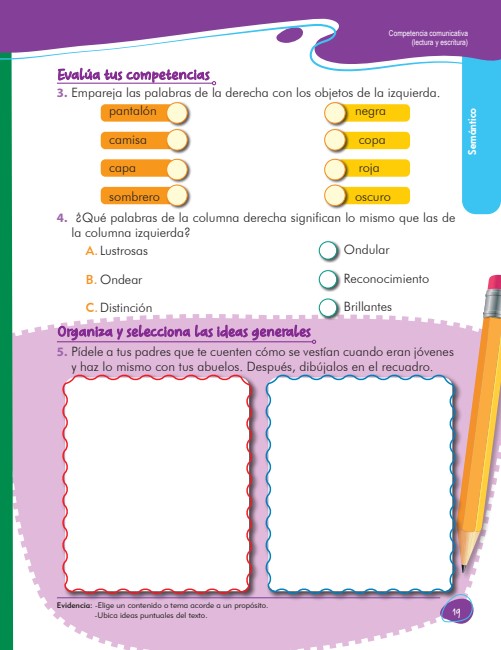 Competencia comunicativa
(lectura y escritura)
Semántico
Evalúa tus competencias
3. Empareja las palabras de la derecha con los objetos de la izquierda.
pantalón negra
camisa copa
capa roja
sombrero oscuro
4. ¿Qué palabras de la columna derecha significan lo mismo que las de
la columna izquierda?
A. Lustrosas Ondular
B. Ondear Reconocimiento
C. Distinción Brillantes
Organiza y selecciona las ideas generales
5. Pídele a tus padres que te cuenten cómo se vestían cuando eran jóvenes
y haz lo mismo con tus abuelos. Después, dibújalos en el recuadro.
Evidencia: -Elige un contenido o tema acorde a un propósito.
-Ubica ideas puntuales del texto.
19